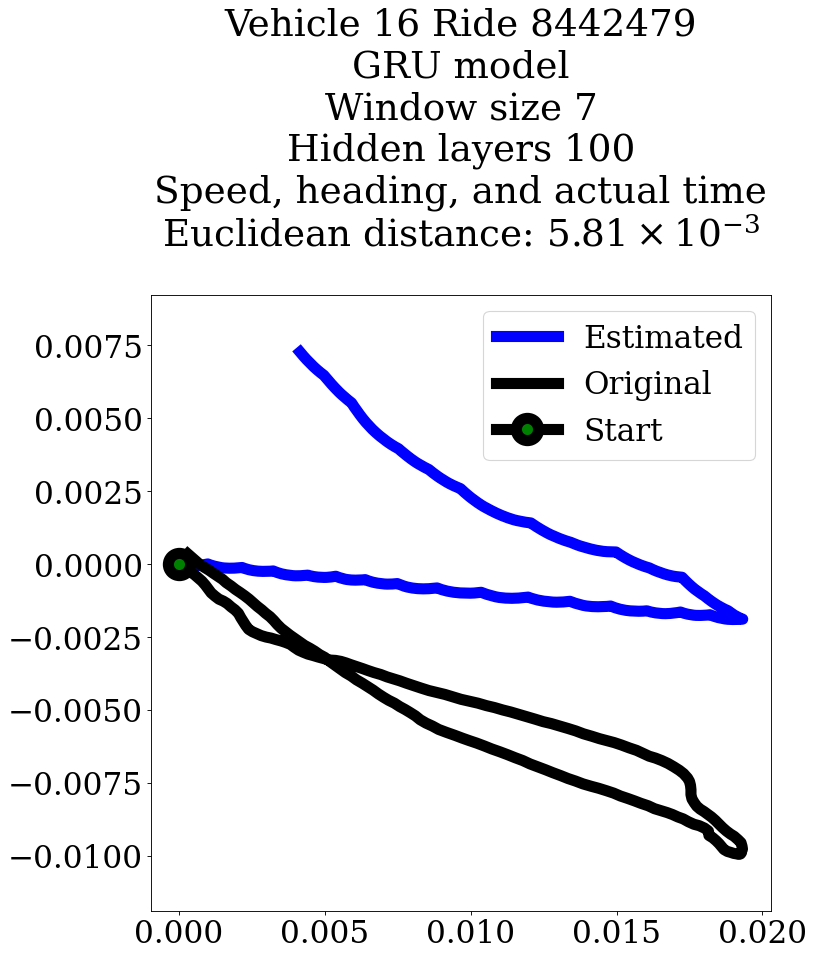 Vehicle 16 Ride 8442479
GRU model
Window size 7
Hidden layers 100
Speed, heading, and actual time
Euclidean distance: 5.81 × 10⁻³
Estimated
Original
Start
0.0075
0.0050
0.0025
0.0000
−0.0025
−0.0050
−0.0075
−0.0100
0.000 0.005 0.010 0.015 0.020